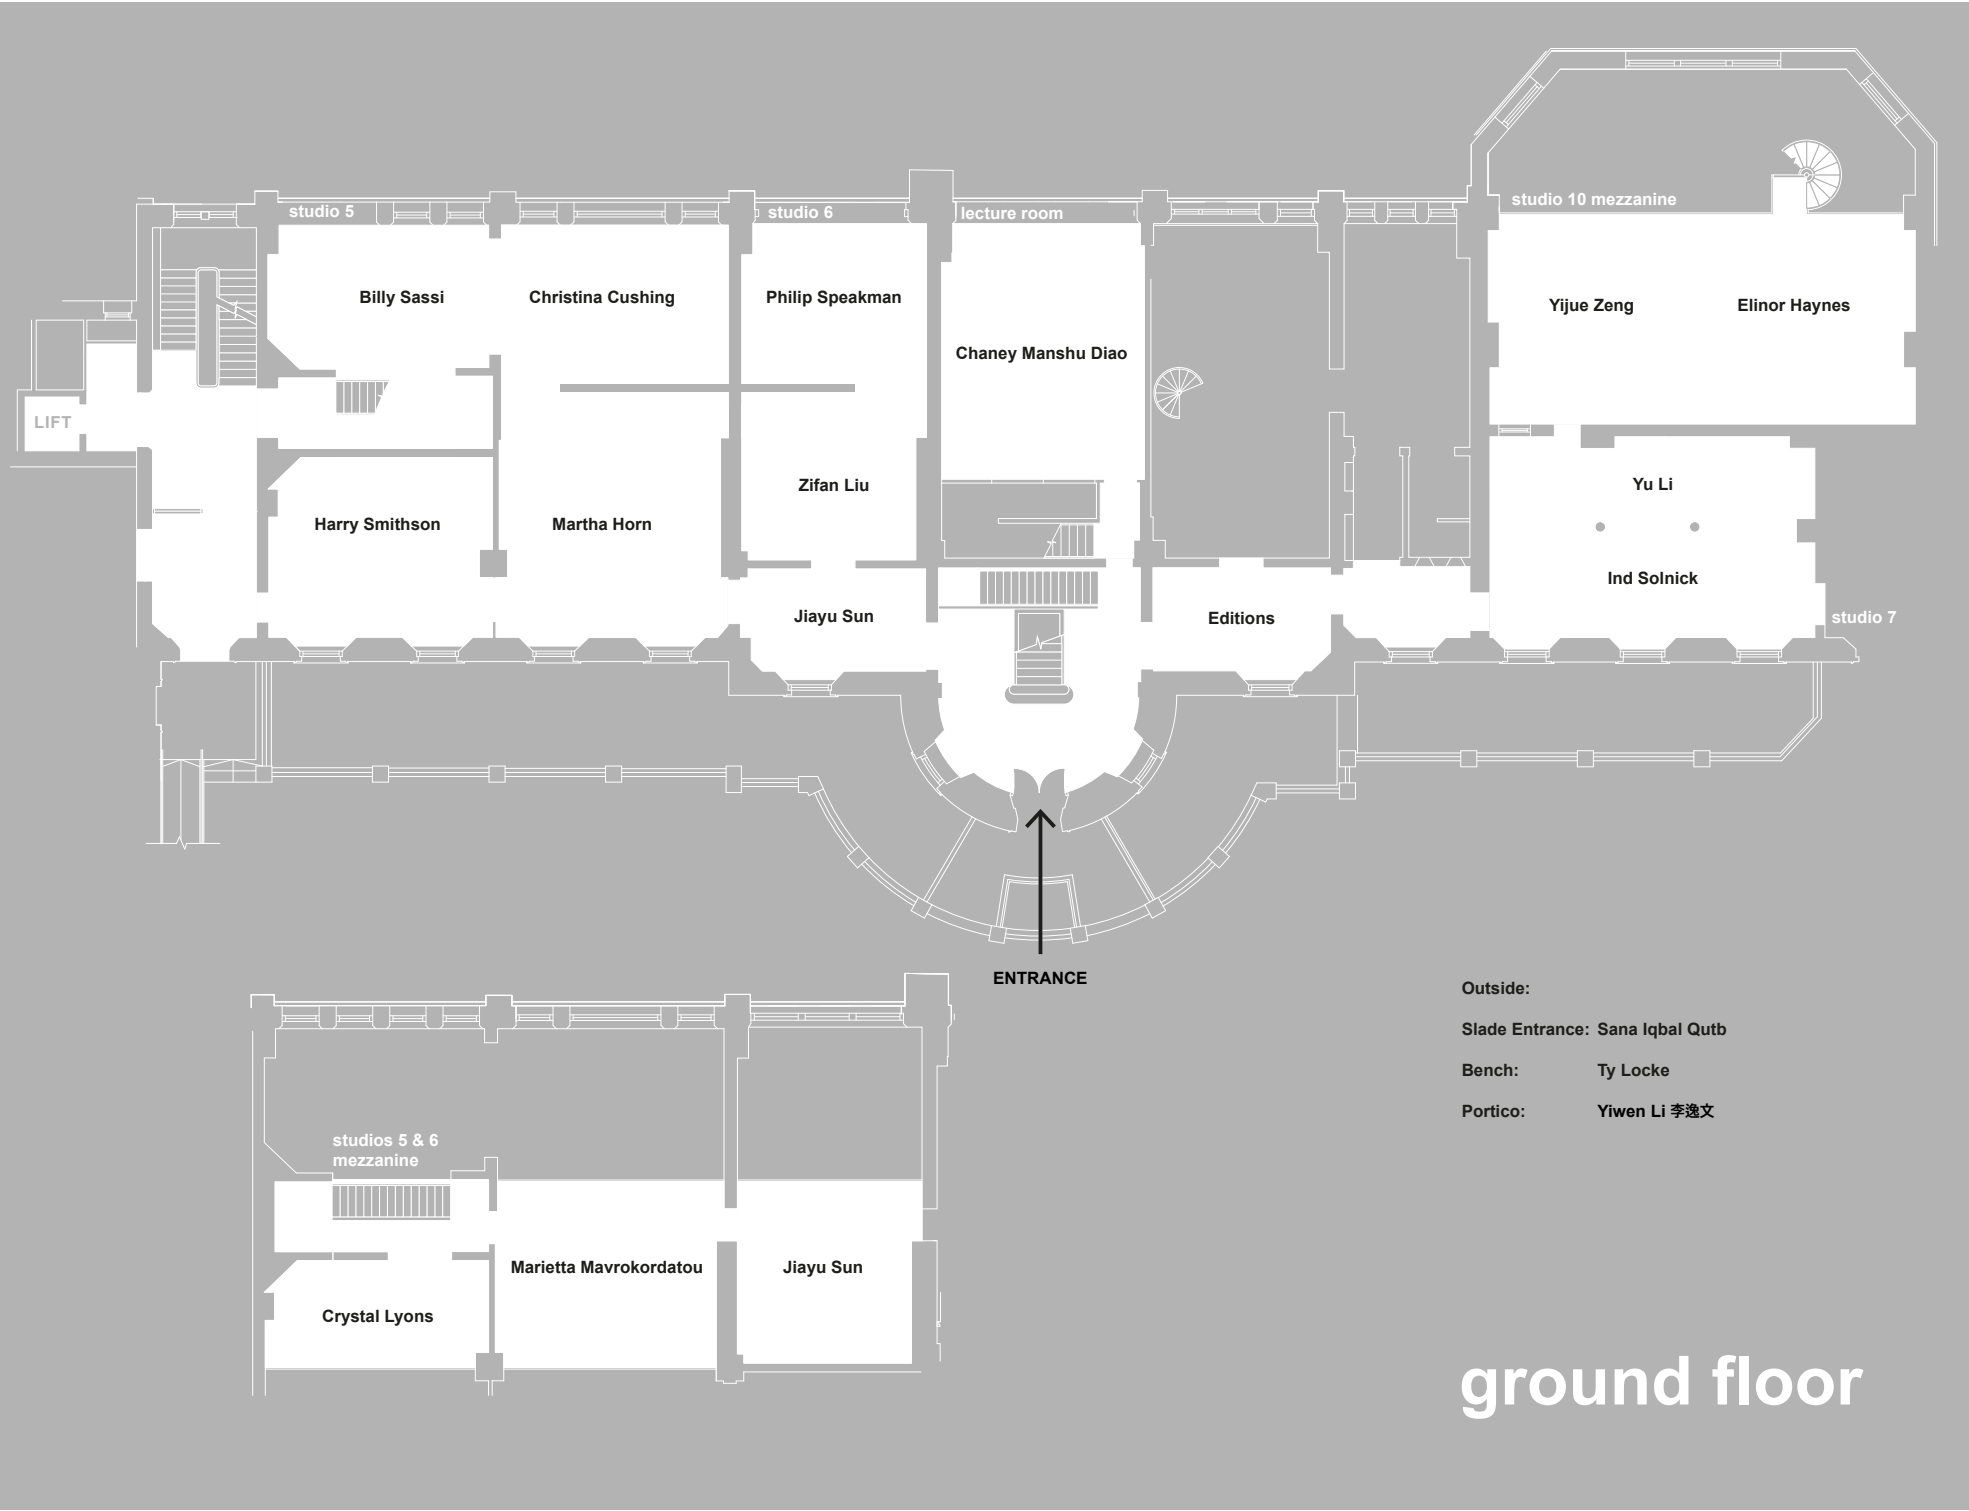 studio 5
studio 6
lecture room
studio 10 mezzanine
Billy Sassi
Christina Cushing
Philip Speakman
Yijue Zeng
Elinor Haynes
Chaney Manshu Diao
LIFT
Harry Smithson
Martha Horn
Zifan Liu
Yu Li
Ind Solnick
Jiayu Sun
Editions
studio 7
ENTRANCE
Outside:
Slade Entrance: Sana Iqbal Qutb
Bench: Ty Locke
Portico: Yiwen Li 李逸文
studios 5 & 6
mezzanine
Marietta Mavrokordatou
Jiayu Sun
Crystal Lyons
ground floor